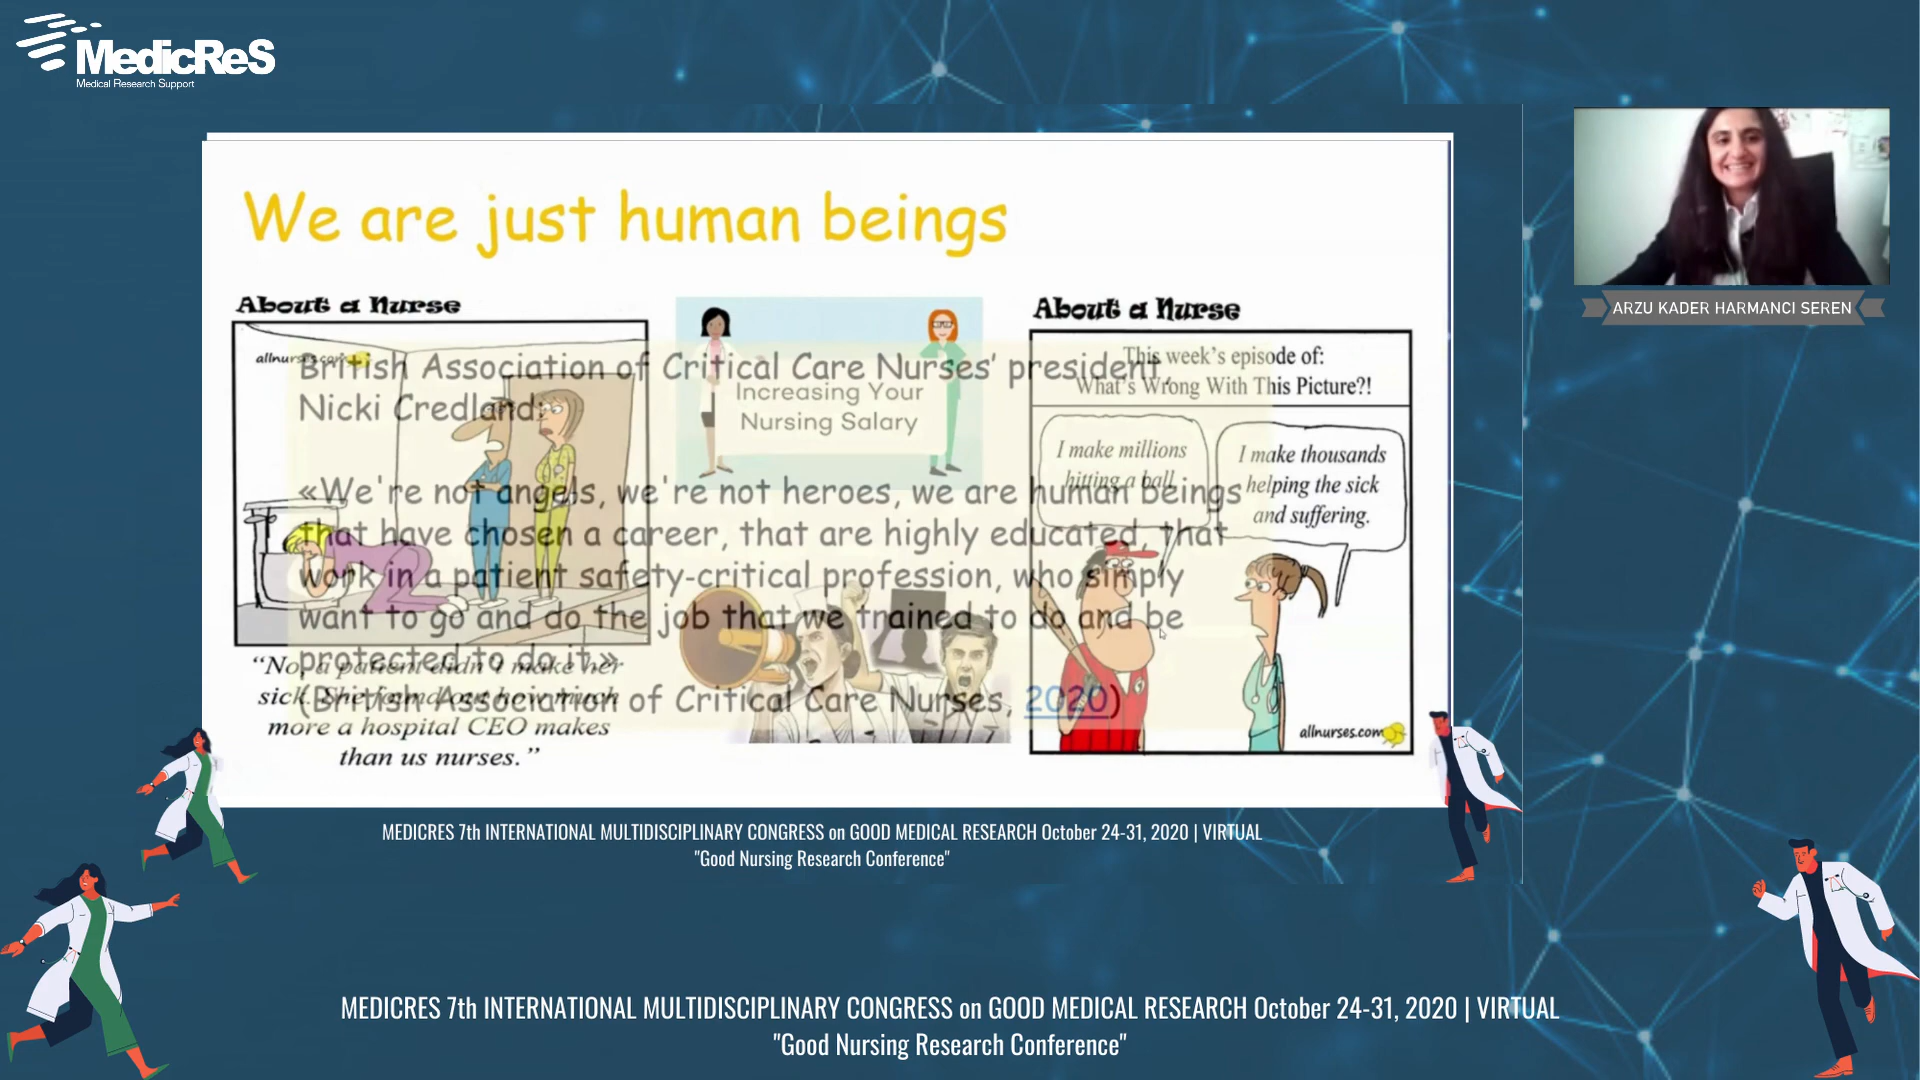 MedicReS
Medical Research Support
We are just human beings
About a Nurse
allnurses.com
"No, a patient didn't make her
sick. She found out how much
more a hospital CEO makes
than us nurses."
Increasing Your
Nursing Salary
About a Nurse
This week's episode of:
What's Wrong With This Picture?!
I make millions
hitting a ball.
I make thousands
helping the sick
and suffering.
allnurses.com
British Association of Critical Care Nurses' president,
Nicki Credland:
«We're not angels, we're not heroes, we are human beings
that have chosen a career, that are highly educated, that
work in a patient safety-critical profession, who simply
want to go and do the job that we trained to do and be
protected to do it.»
(British Association of Critical Care Nurses, 2020)
ARZU KADER HARMANCI SEREN
MEDICRES 7th INTERNATIONAL MULTIDISCIPLINARY CONGRESS on GOOD MEDICAL RESEARCH October 24-31, 2020 | VIRTUAL
"Good Nursing Research Conference"
MEDICRES 7th INTERNATIONAL MULTIDISCIPLINARY CONGRESS on GOOD MEDICAL RESEARCH October 24-31, 2020 | VIRTUAL
"Good Nursing Research Conference"